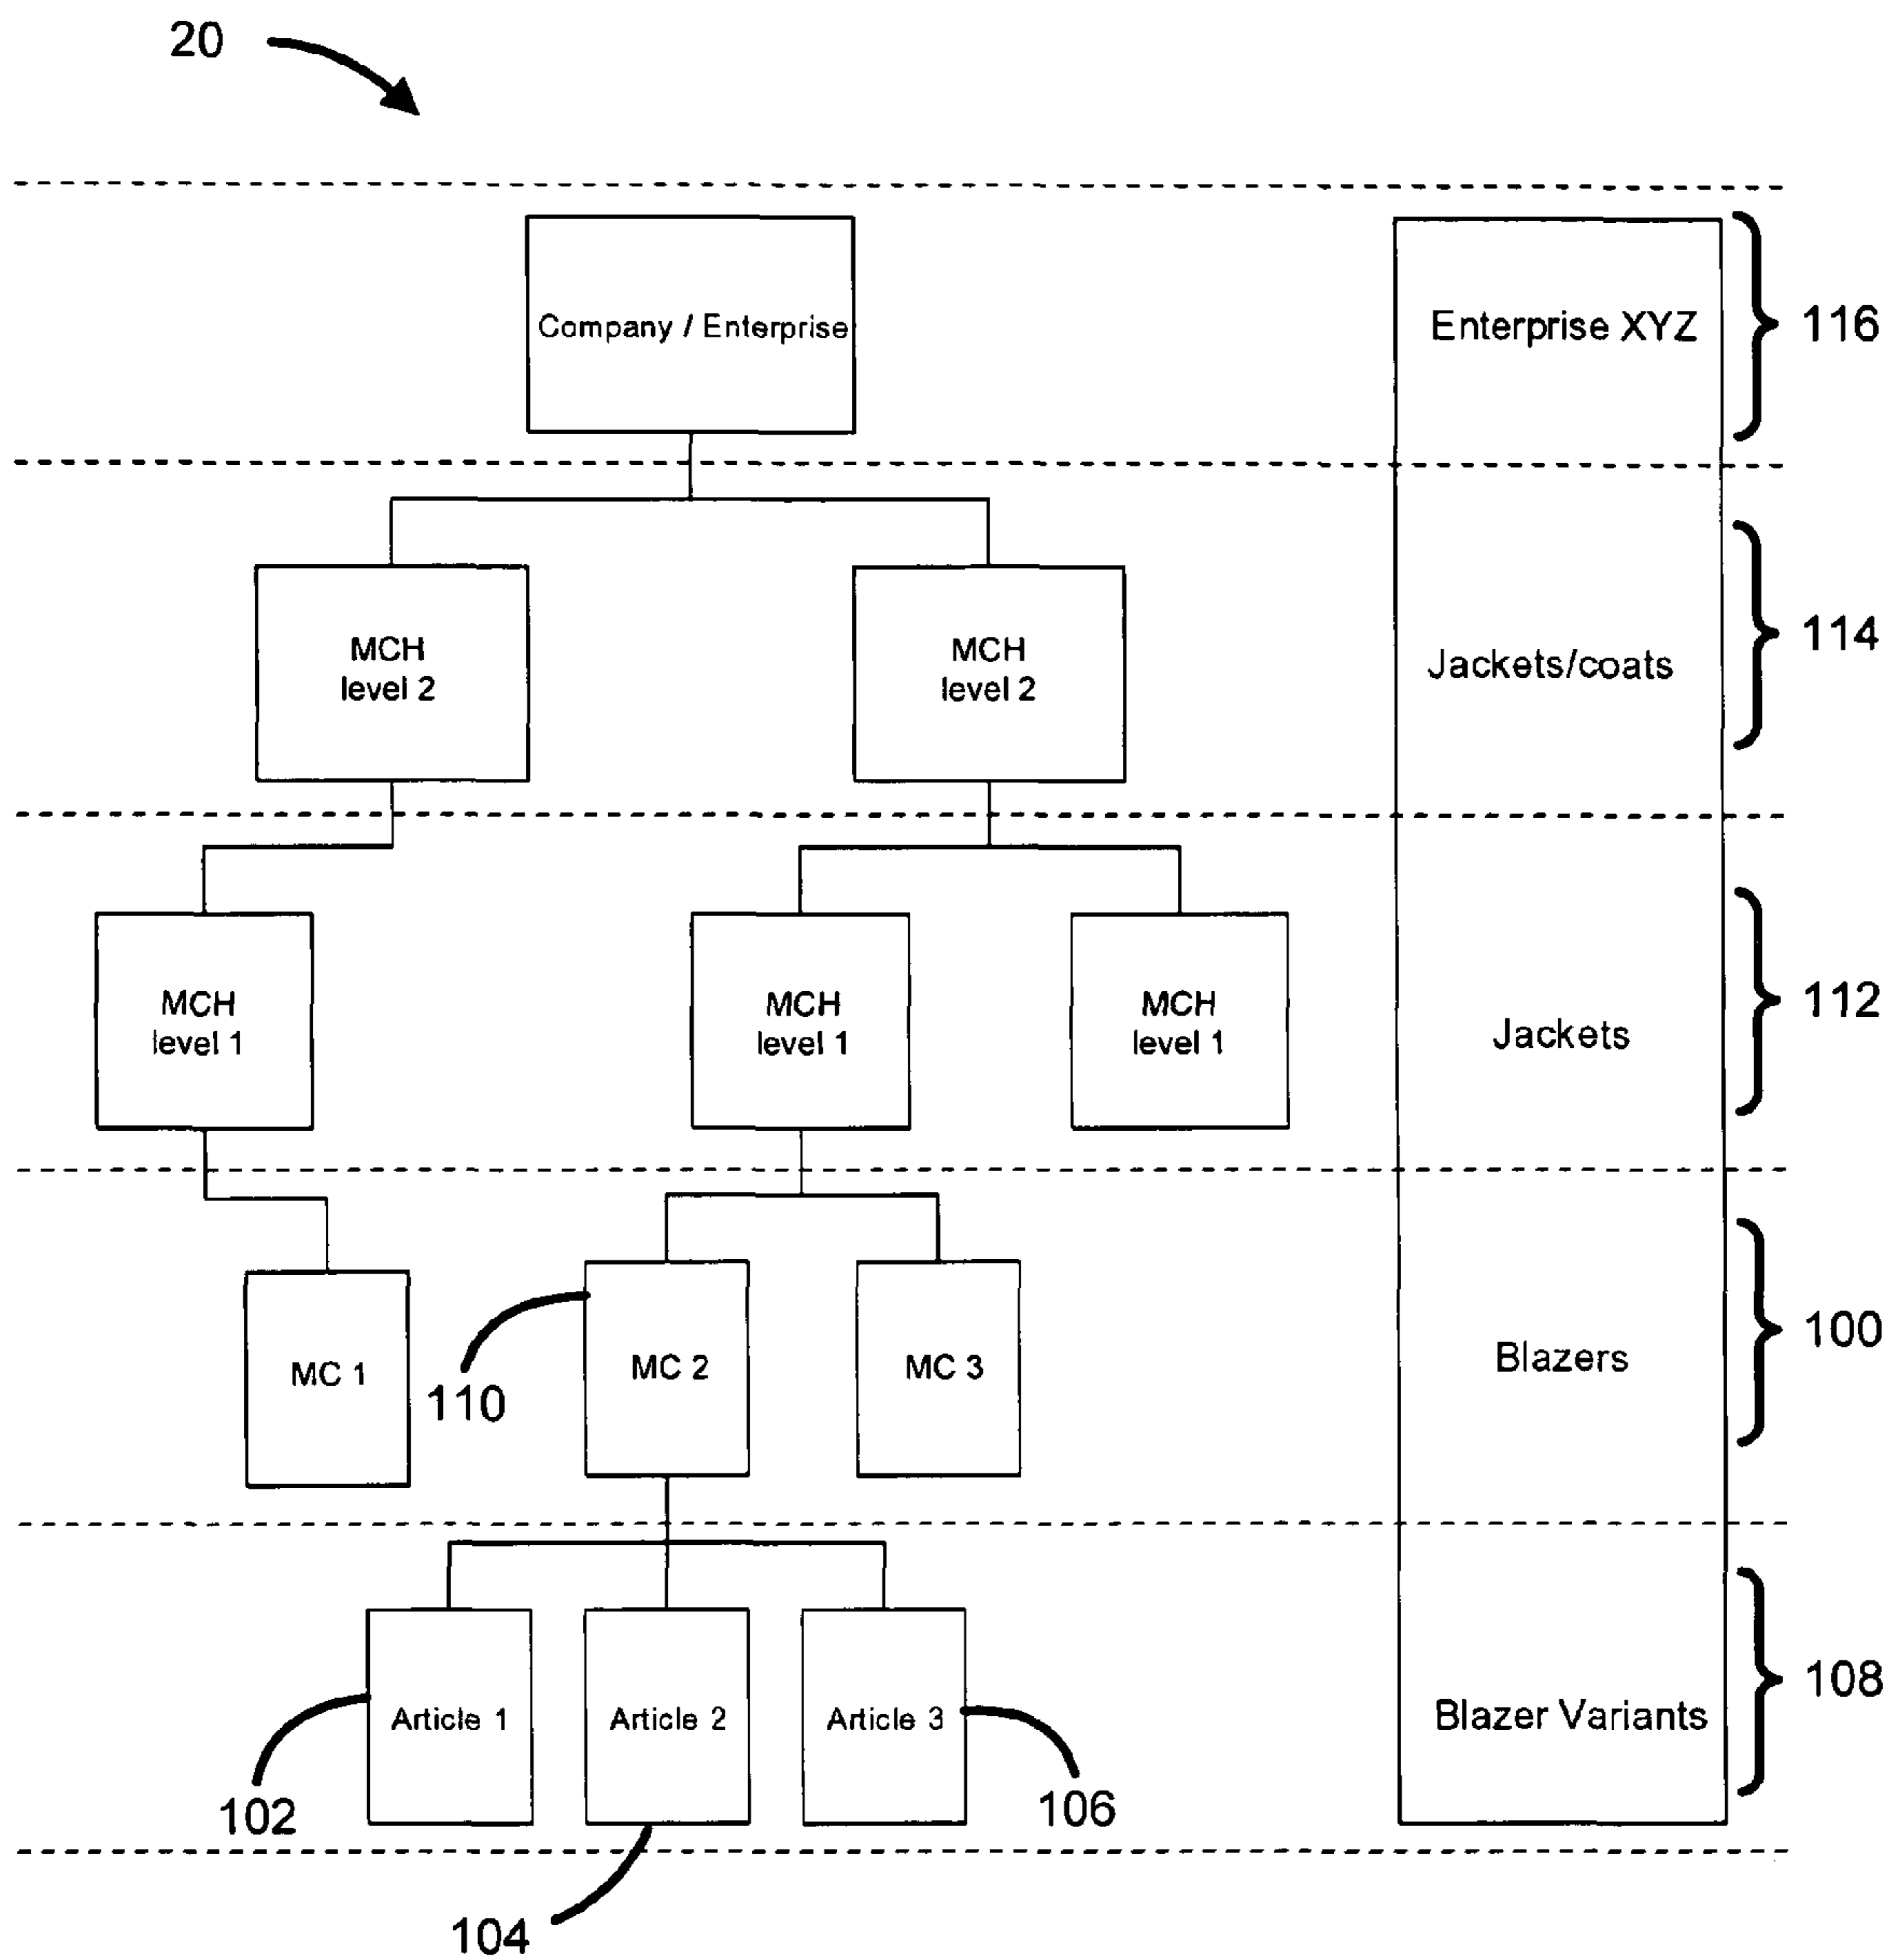 20
Company / Enterprise
Enterprise XYZ
116
MCH
level 2
MCH
level 2
Jackets/coats
114
MCH
level 1
MCH
level 1
MCH
level 1
Jackets
112
MC 1
110
MC 2
MC 3
Blazers
100
Article 1
Article 2
Article 3
Blazer Variants
108
102
104
106